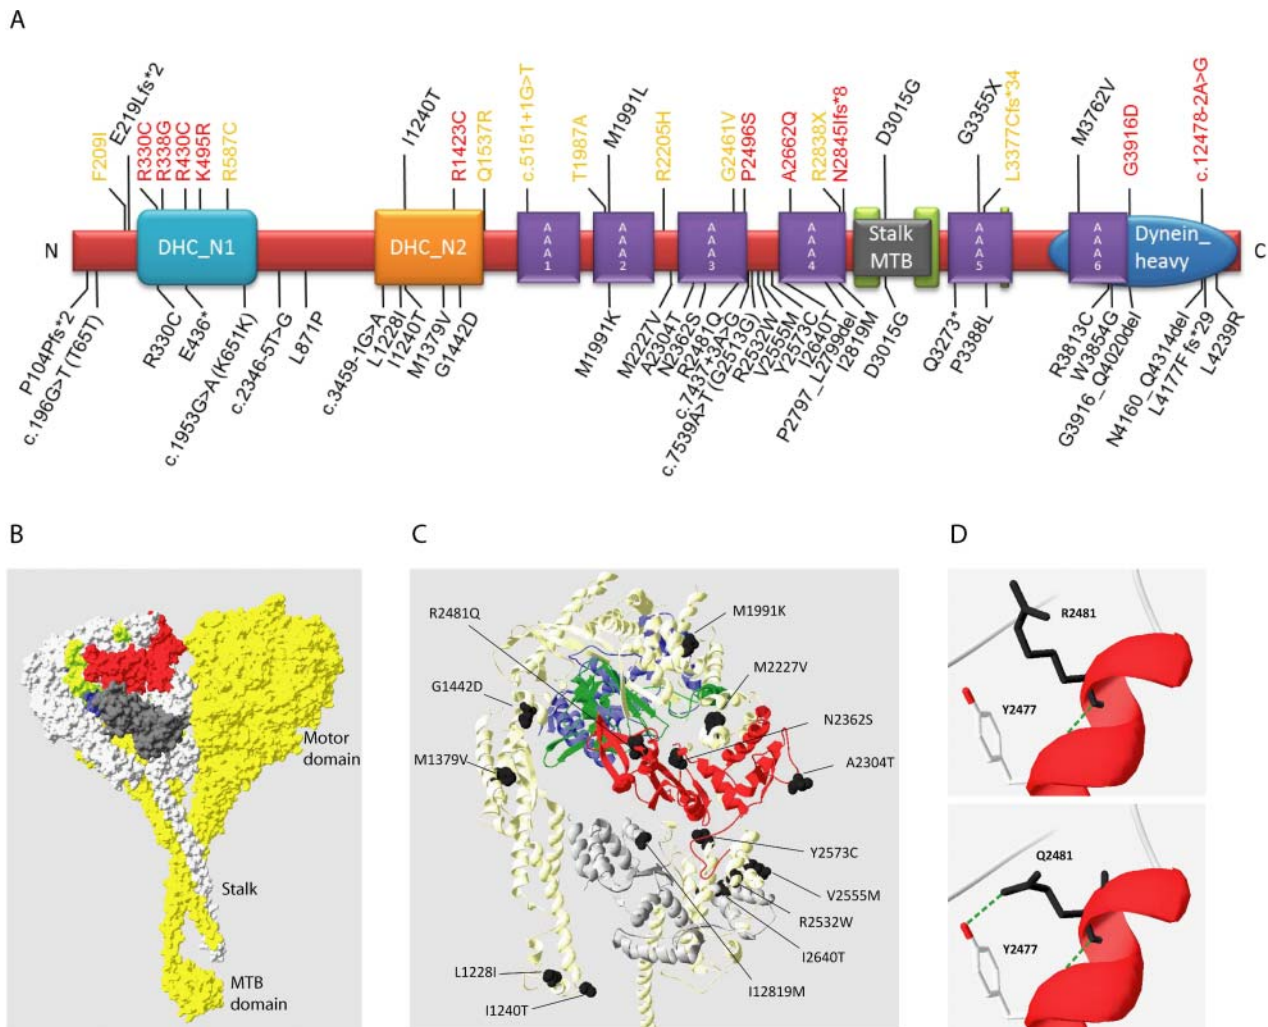 A
F209I
E219Lfs*2
R330C
R338G
R430C
K495R
R587C
I1240T
R1423C
Q1537R
c.5151+1G>T
T1987A
M1991L
R2205H
G2461V
P2496S
A2662Q
R2838X
N2845Ifs*8
D3015G
G3355X
L3377Cfs*34
M3762V
G3916D
c.12478-2A>G
N
DHC_N1
DHC_N2
AAA1
AAA2
AAA3
AAA4
Stalk
MTB
AAA5
AAA6
Dynein_
heavy
C
P104Pfs*2
c.196G>T (T65T)
R330C
E436*
c.1953G>A (K651K)
c.2346-5T>G
L871P
c.3459-1G>A
L1228I
I1240T
M1379V
G1442D
M1991K
M2227V
A2304T
N2362S
R2481Q
c.7437+3A>G
c.7539A>T (G2513G)
R2532W
V2555M
Y2573C
I2640T
P2797_L2799del
I2819M
D3015G
Q3273*
P3388L
R3813C
W3854G
G3916_Q4020del
N4160_Q4314del
L4177F fs*29
L4239R
B
Motor
domain
Stalk
MTB
domain
C
R2481Q
M1991K
G1442D
M2227V
N2362S
M1379V
A2304T
Y2573C
V2555M
R2532W
I2640T
L1228I
I12819M
I1240T
D
R2481
Y2477
Q2481
Y2477